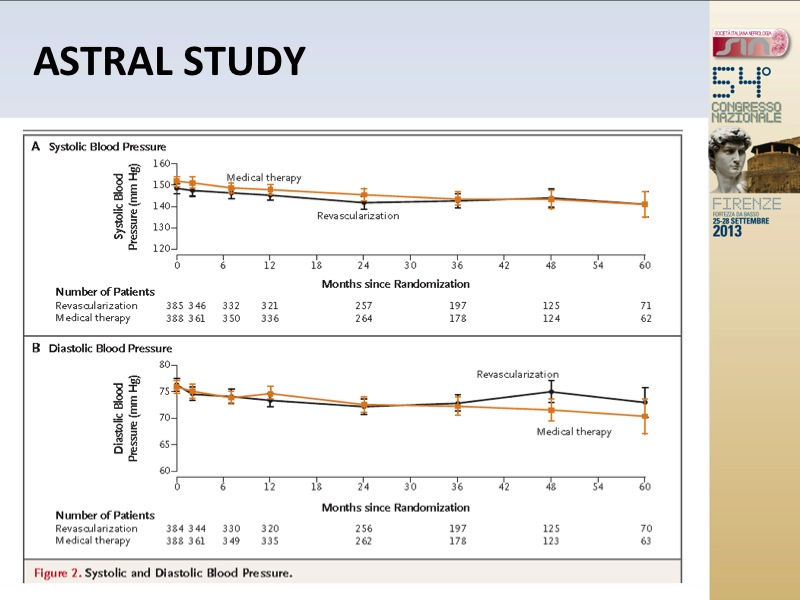 ASTRAL STUDY
SOCIETÀ ITALIANA NEFROLOGIA
SIN
54°
CONGRESSO
NAZIONALE
FIRENZE
FORTEZZA DA BASSO
25-28 SETTEMBRE
2013
A Systolic Blood Pressure
Systolic Blood
Pressure (mm Hg)
160
150
140
130
120
Medical therapy
Revascularization
0 6 12 18 24 30 36 42 48 54 60
Months since Randomization
Number of Patients
Revascularization 385 346 332 321 257 197 125 71
Medical therapy 388 361 350 336 264 178 124 62
B Diastolic Blood Pressure
Diastolic Blood
Pressure (mm Hg)
80
75
70
65
60
Revascularization
Medical therapy
0 6 12 18 24 30 36 42 48 54 60
Months since Randomization
Number of Patients
Revascularization 384 344 330 320 256 197 125 70
Medical therapy 388 361 349 335 262 178 123 63
Figure 2. Systolic and Diastolic Blood Pressure.